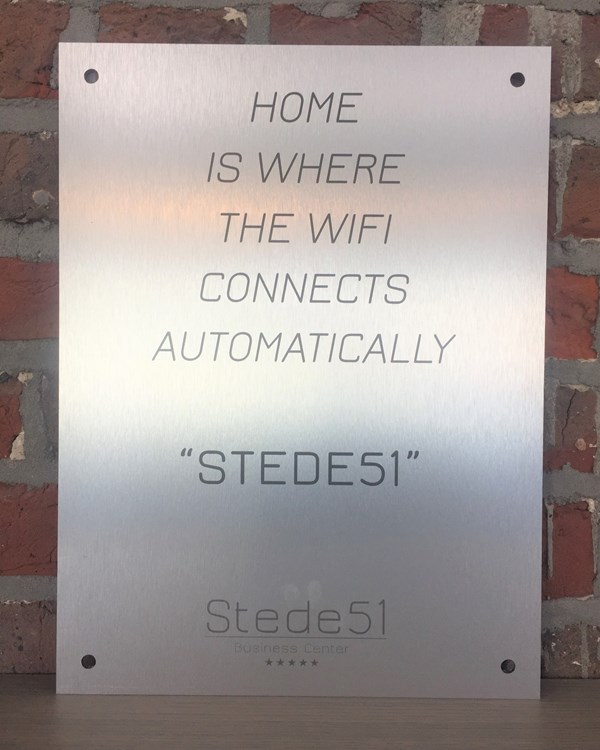 HOME
IS WHERE
THE WIFI
CONNECTS
AUTOMATICALLY
“STEDE51”
Stede51
Business Center
★★★★★